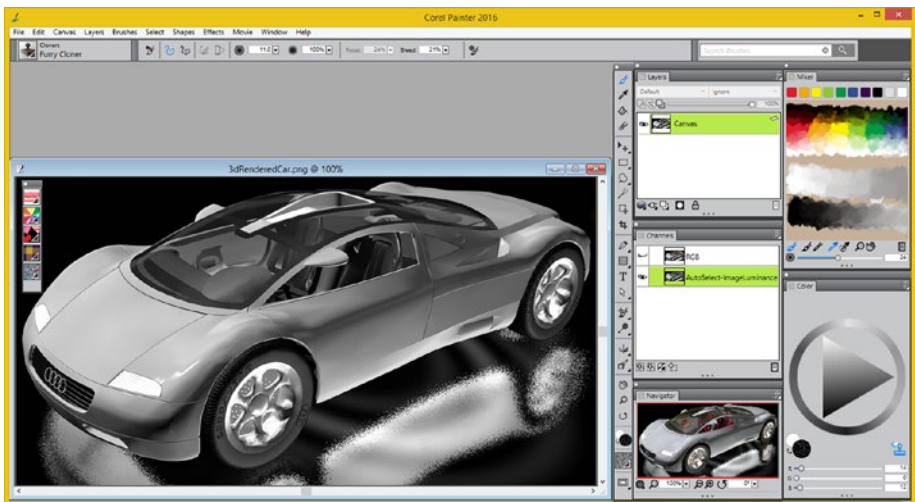 Corel Painter 2016
File Edit Canvas Layers Brushes Select Shapes Effects Movie Window Help
Cloners
Furry Cloner
11.0
100%
24%
Bleed: 21%
Search Brushes
3dRenderedCar.png @ 100%
Layers
Default
Ignore
100%
Canvas
Channels
RGB
AutoSelect-ImageLuminance
Navigator
100%
0°
Mixer
24
Color
R
G
B